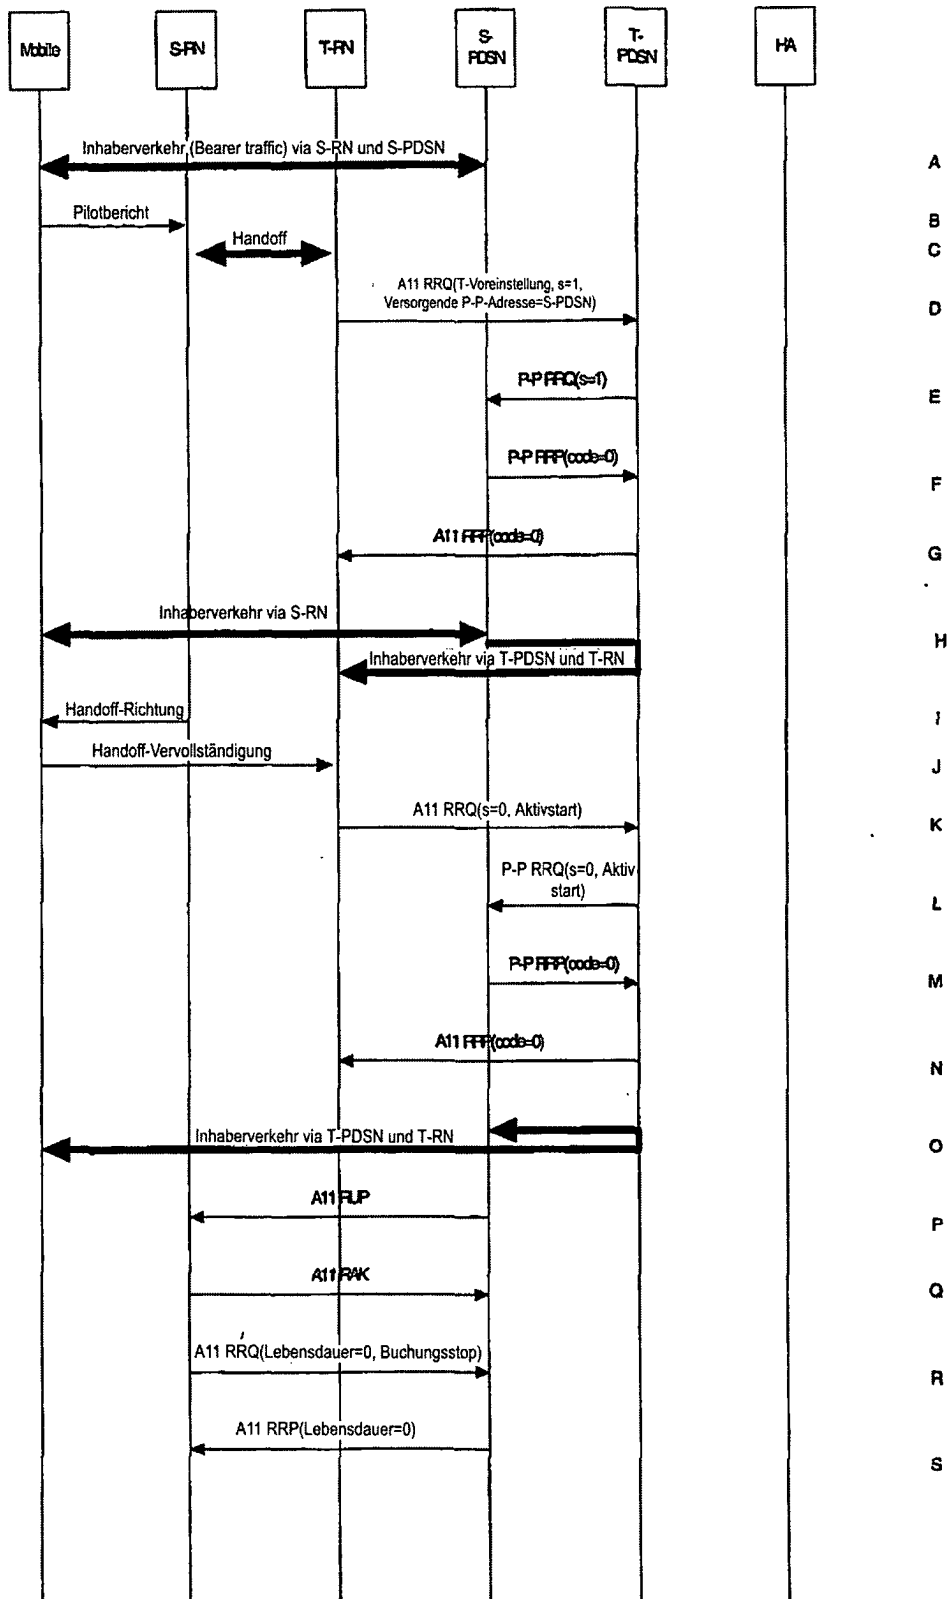 Mobile
S-RN
T-RN
S-
PDSN
T-
PDSN
HA
Inhaberverkehr (Bearer traffic) via S-RN und S-PDSN
A
Pilotbericht
B
Handoff
C
A11 RRQ(T-Voreinstellung, s=1,
Versorgende P-P-Adresse=S-PDSN)
D
P-P RRQ(s=1)
E
P-P RRP(code=0)
F
A11 RRP(code=0)
G
Inhaberverkehr via S-RN
H
Inhaberverkehr via T-PDSN und T-RN
Handoff-Richtung
I
Handoff-Vervollständigung
J
A11 RRQ(s=0, Aktivstart)
K
P-P RRQ(s=0, Aktiv
start)
L
P-P RRP(code=0)
M
A11 RRP(code=0)
N
Inhaberverkehr via T-PDSN und T-RN
O
A11 RUP
P
A11 RAK
Q
A11 RRQ(Lebensdauer=0, Buchungsstop)
R
A11 RRP(Lebensdauer=0)
S